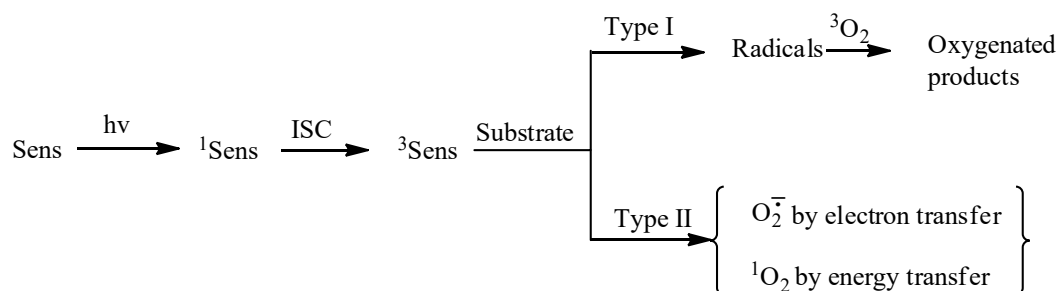 Type I
Radicals
³O₂
Oxygenated
products
Sens
hv
¹Sens
ISC
³Sens
Substrate
Type II
O₂•̅ by electron transfer
¹O₂ by energy transfer